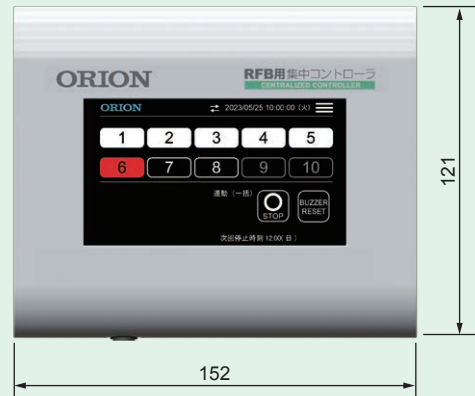 ORION
RFB用集中コントローラ
CENTRALIZED CONTROLLER
ORION ⇄ 2023/05/25 10:00:00 (火)
1 2 3 4 5
6 7 8 9 10
運動 (一括)
STOP
BUZZER
RESET
次回停止時刻 12:00( 日 )
121
152